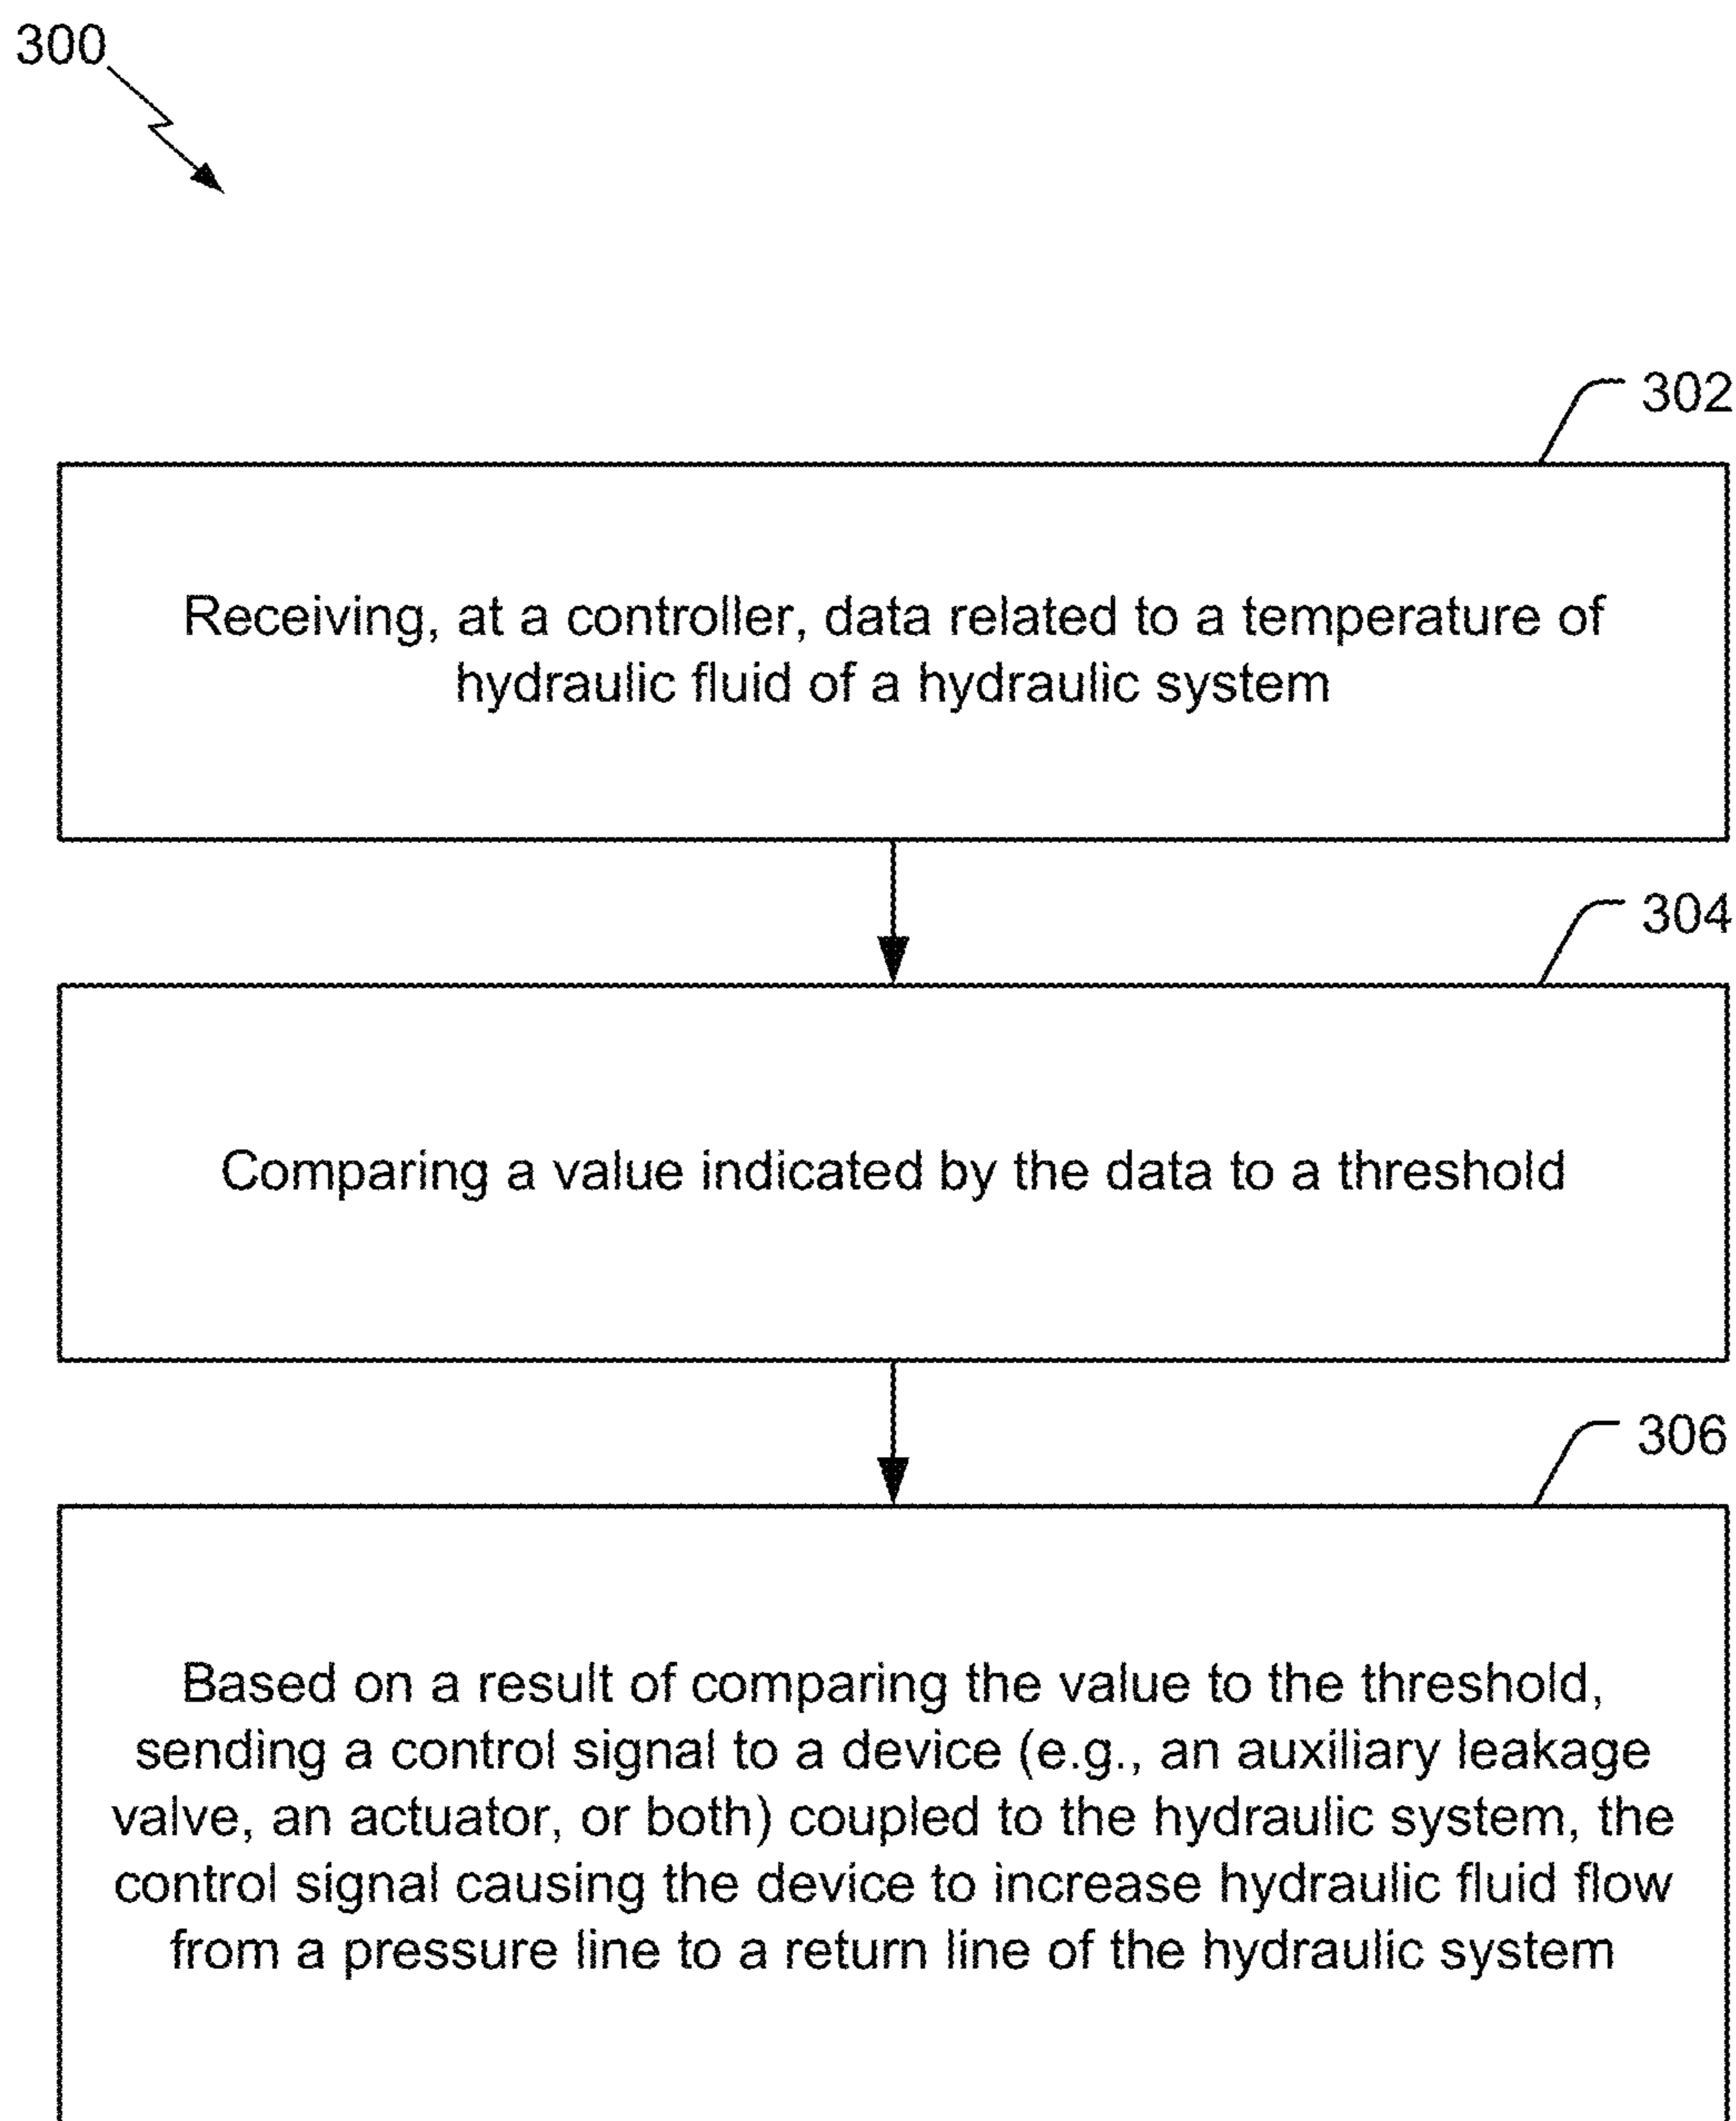 300
302
Receiving, at a controller, data related to a temperature of
hydraulic fluid of a hydraulic system
304
Comparing a value indicated by the data to a threshold
306
Based on a result of comparing the value to the threshold,
sending a control signal to a device (e.g., an auxiliary leakage
valve, an actuator, or both) coupled to the hydraulic system, the
control signal causing the device to increase hydraulic fluid flow
from a pressure line to a return line of the hydraulic system